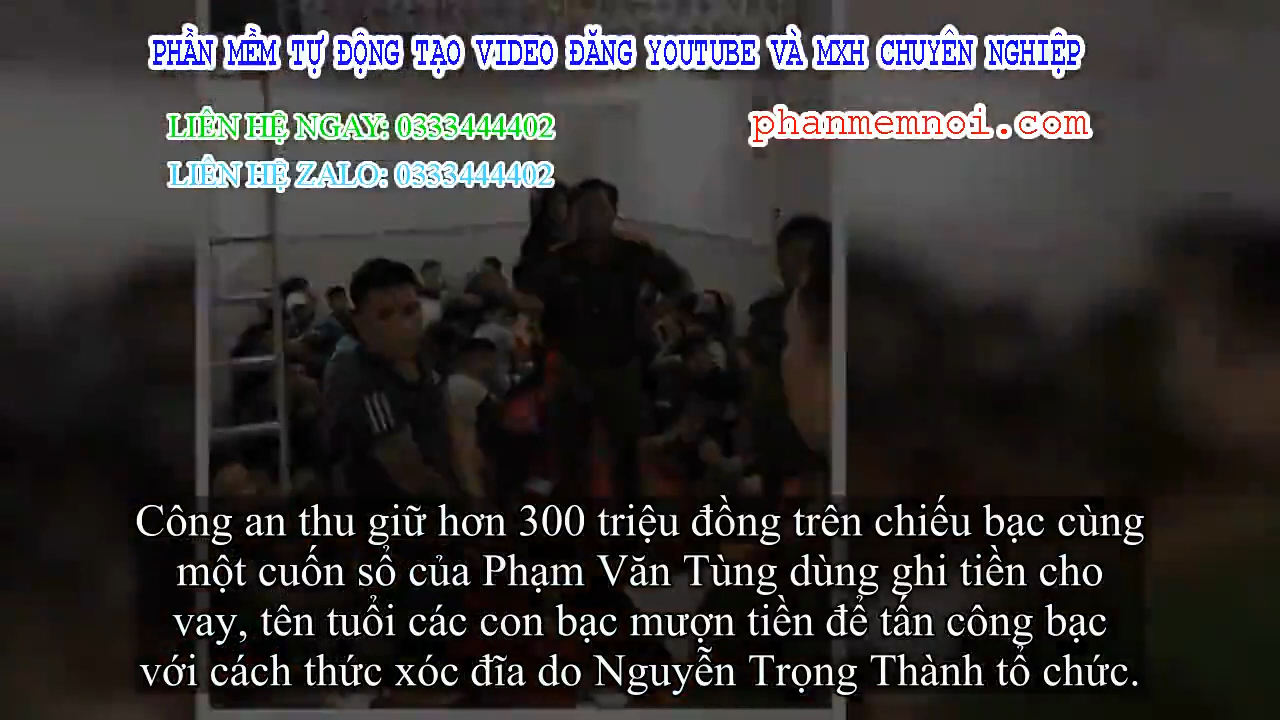 PHẦN MỀM TỰ ĐỘNG TẠO VIDEO ĐĂNG YOUTUBE VÀ MXH CHUYÊN NGHIỆP
LIÊN HỆ NGAY: 0333444402
phanmemnoi.com
LIÊN HỆ ZALO: 0333444402
Công an thu giữ hơn 300 triệu đồng trên chiếu bạc cùng
một cuốn sổ của Phạm Văn Tùng dùng ghi tiền cho
vay, tên tuổi các con bạc mượn tiền để tấn công bạc
với cách thức xóc đĩa do Nguyễn Trọng Thành tổ chức.